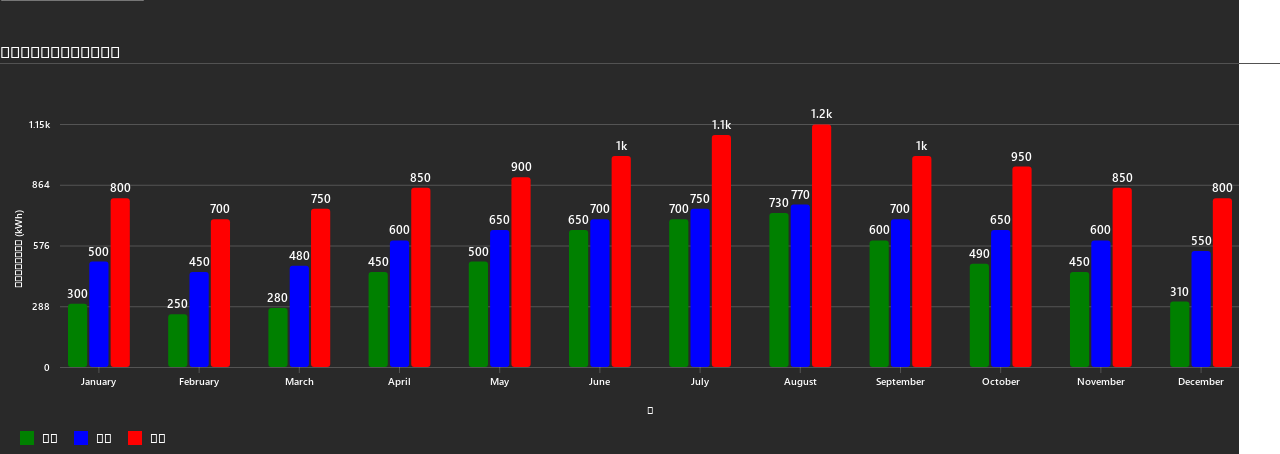 1.15k
864
576
288
0
(kWh)
300 500 800
250 450 700
280 480 750
450 600 850
500 650 900
650 700 1k
700 750 1.1k
730 770 1.2k
600 700 1k
490 650 950
450 600 850
310 550 800
January February March April May June July August September October November December